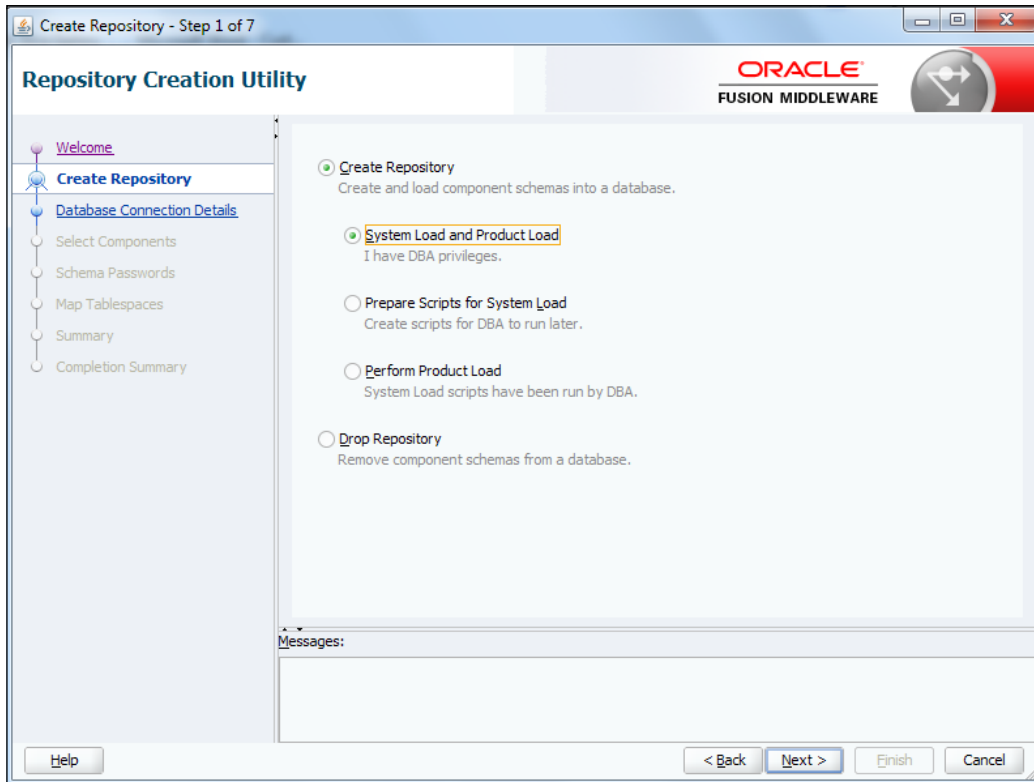 Create Repository - Step 1 of 7
Repository Creation Utility
ORACLE
FUSION MIDDLEWARE
Welcome
Create Repository
Database Connection Details
Select Components
Schema Passwords
Map Tablespaces
Summary
Completion Summary
Create Repository
Create and load component schemas into a database.
System Load and Product Load
I have DBA privileges.
Prepare Scripts for System Load
Create scripts for DBA to run later.
Perform Product Load
System Load scripts have been run by DBA.
Drop Repository
Remove component schemas from a database.
Messages:
Help
< Back
Next >
Finish
Cancel